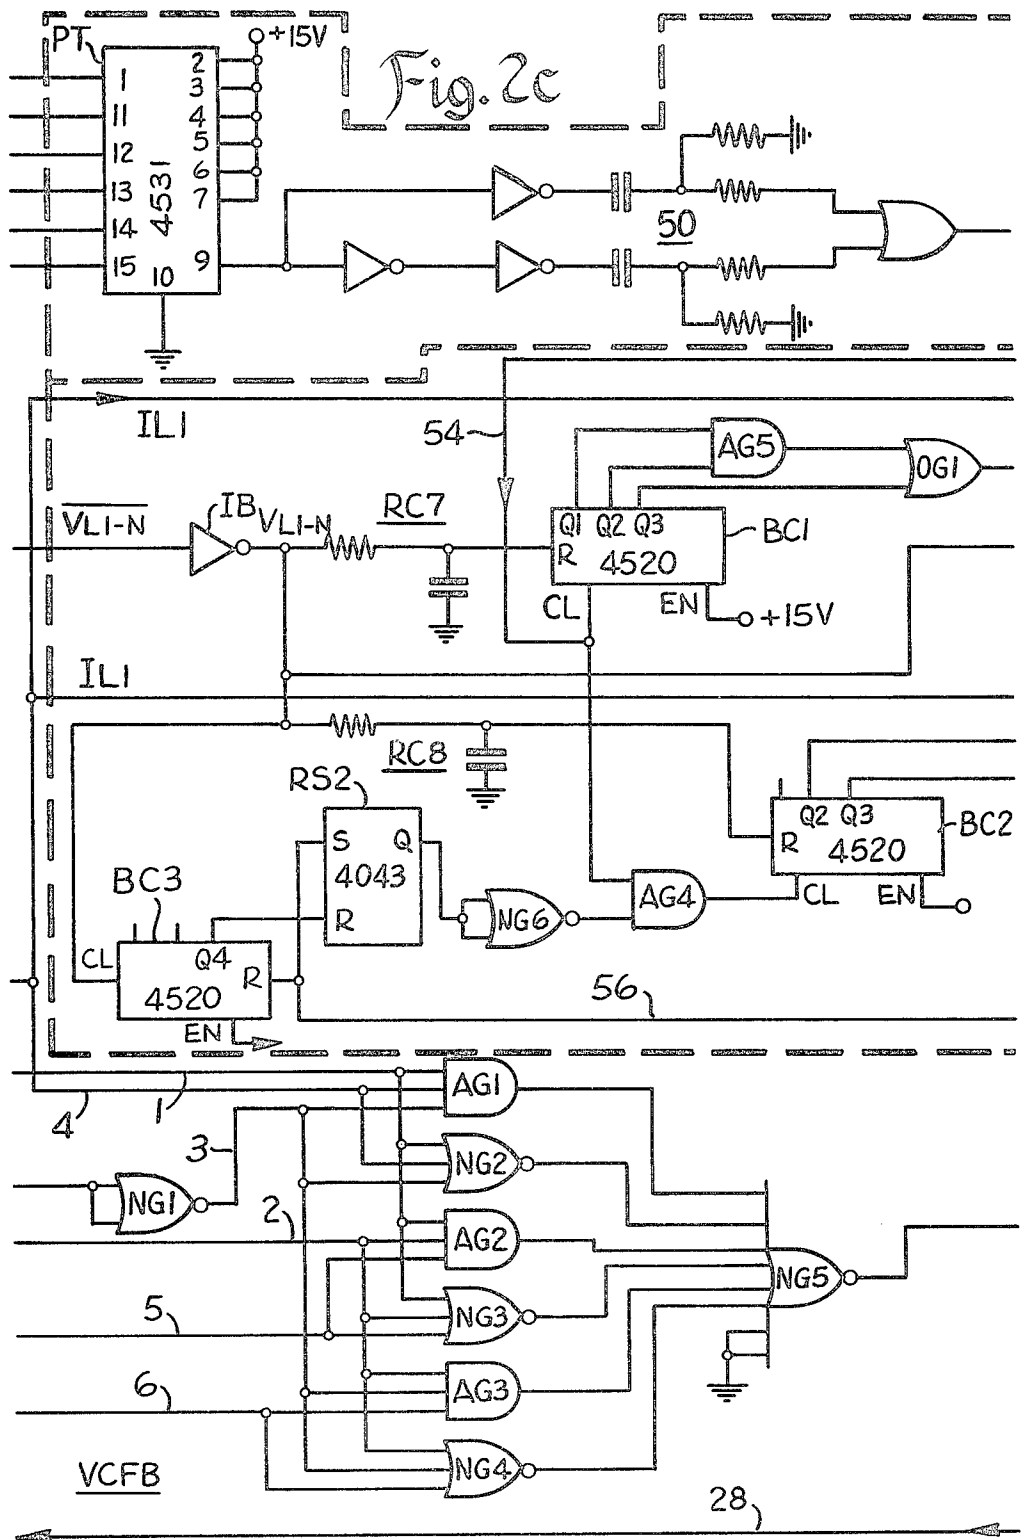 PT
+15V
Fig. 2c
1
11
12
13
14
15
4531
2
3
4
5
6
7
9
10
50
IL1
54
AG5
OG1
VL1-N
IB
VL1-N
RC7
Q1 Q2 Q3
R
4520
BC1
CL
EN
+15V
IL1
RC8
RS2
S
Q
4043
R
Q2 Q3
R
4520
BC2
CL
EN
BC3
CL
Q4
R
4520
EN
NG6
AG4
56
4
1
AG1
3
NG2
NG1
2
AG2
NG5
5
NG3
6
AG3
VCFB
NG4
28